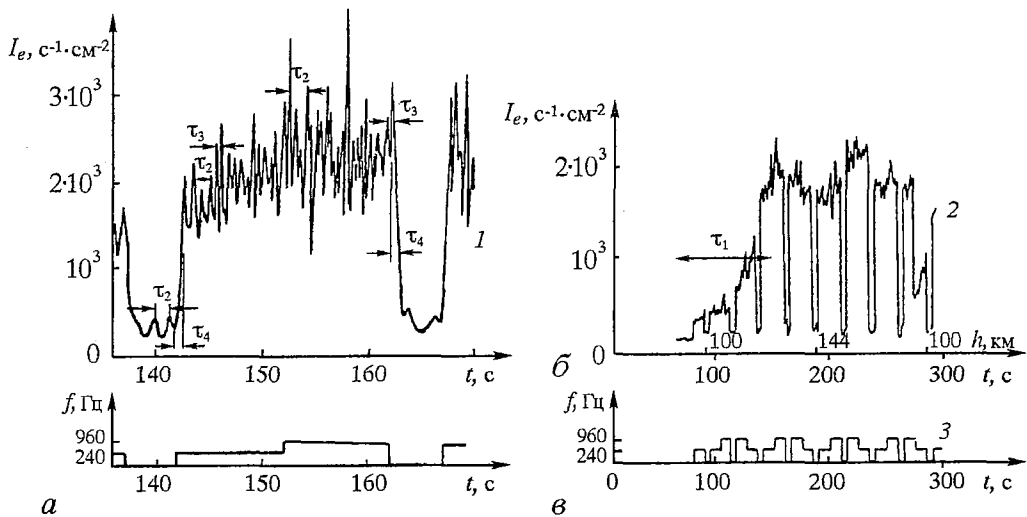 I_e, с⁻¹·см⁻²
3·10³
2·10³
10³
0
τ₂
τ₃
τ₃
τ₂
τ₄
τ₂
τ₄
1
140
150
160
t, с
I_e, с⁻¹·см⁻²
2·10³
10³
0
τ₁
2
100
144
100
h, км
100
200
300
t, с
б
f, Гц
960
240
140
150
160
t, с
а
f, Гц
960
240
3
0
100
200
300
t, с
в